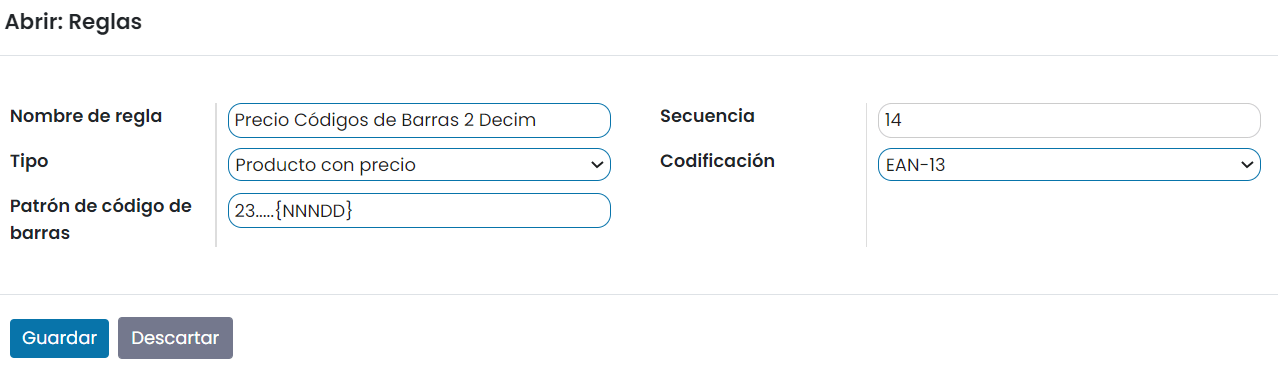 Abrir: Reglas
Nombre de regla
Precio Códigos de Barras 2 Decim
Secuencia
14
Tipo
Producto con precio
Codificación
EAN-13
Patrón de código de
barras
23.....{NNNDD}
Guardar
Descartar